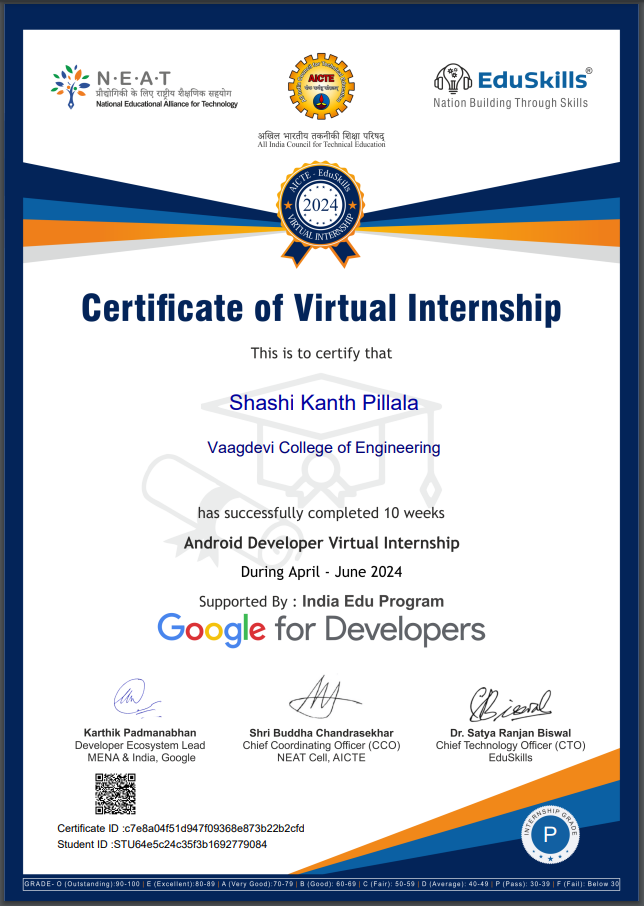 N·E·A·T
प्रौद्योगिकी के लिए राष्ट्रीय शैक्षणिक सहयोग
National Educational Alliance for Technology
AICTE
अखिल भारतीय तकनीकी शिक्षा परिषद्
All India Council for Technical Education
EduSkills®
Nation Building Through Skills
AICTE - EduSkills
2024
VIRTUAL INTERNSHIP
Certificate of Virtual Internship
This is to certify that
Shashi Kanth Pillala
Vaagdevi College of Engineering
has successfully completed 10 weeks
Android Developer Virtual Internship
During April - June 2024
Supported By : India Edu Program
Google for Developers
Karthik Padmanabhan
Developer Ecosystem Lead
MENA & India, Google
Shri Buddha Chandrasekhar
Chief Coordinating Officer (CCO)
NEAT Cell, AICTE
Dr. Satya Ranjan Biswal
Chief Technology Officer (CTO)
EduSkills
Certificate ID :c7e8a04f51d947f09368e873b22b2cfd
Student ID :STU64e5c24c35f3b1692779084
INTERNSHIP GRADE
P
GRADE- O (Outstanding):90-100 | E (Excellent):80-89 | A (Very Good):70-79 | B (Good): 60-69 | C (Fair): 50-59 | D (Average): 40-49 | P (Pass): 30-39 | F (Fail): Below 30